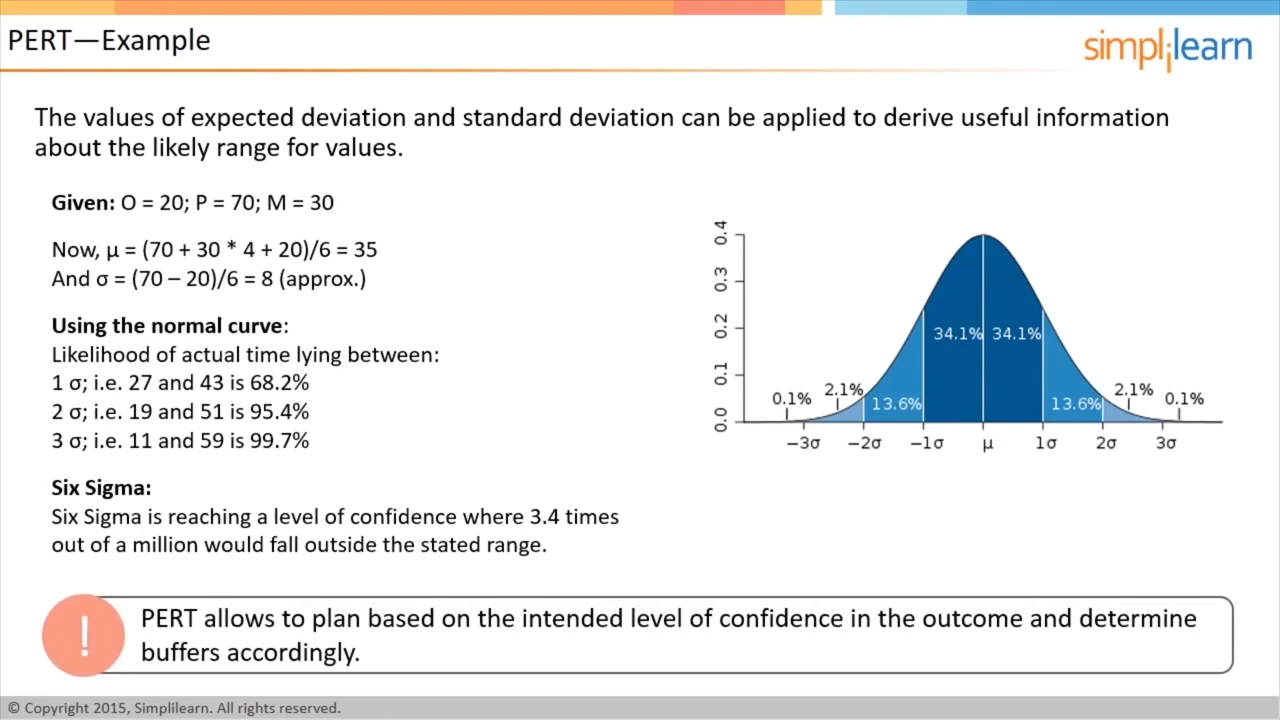 PERT—Example
simplilearn
The values of expected deviation and standard deviation can be applied to derive useful information
about the likely range for values.
Given: O = 20; P = 70; M = 30
Now, μ = (70 + 30 * 4 + 20)/6 = 35
And σ = (70 – 20)/6 = 8 (approx.)
Using the normal curve:
Likelihood of actual time lying between:
1 σ; i.e. 27 and 43 is 68.2%
2 σ; i.e. 19 and 51 is 95.4%
3 σ; i.e. 11 and 59 is 99.7%
Six Sigma:
Six Sigma is reaching a level of confidence where 3.4 times
out of a million would fall outside the stated range.
0.4
0.3
0.2
0.1
0.0
34.1% 34.1%
0.1% 2.1% 13.6% 13.6% 2.1% 0.1%
−3σ −2σ −1σ μ 1σ 2σ 3σ
!
PERT allows to plan based on the intended level of confidence in the outcome and determine
buffers accordingly.
© Copyright 2015, Simplilearn. All rights reserved.